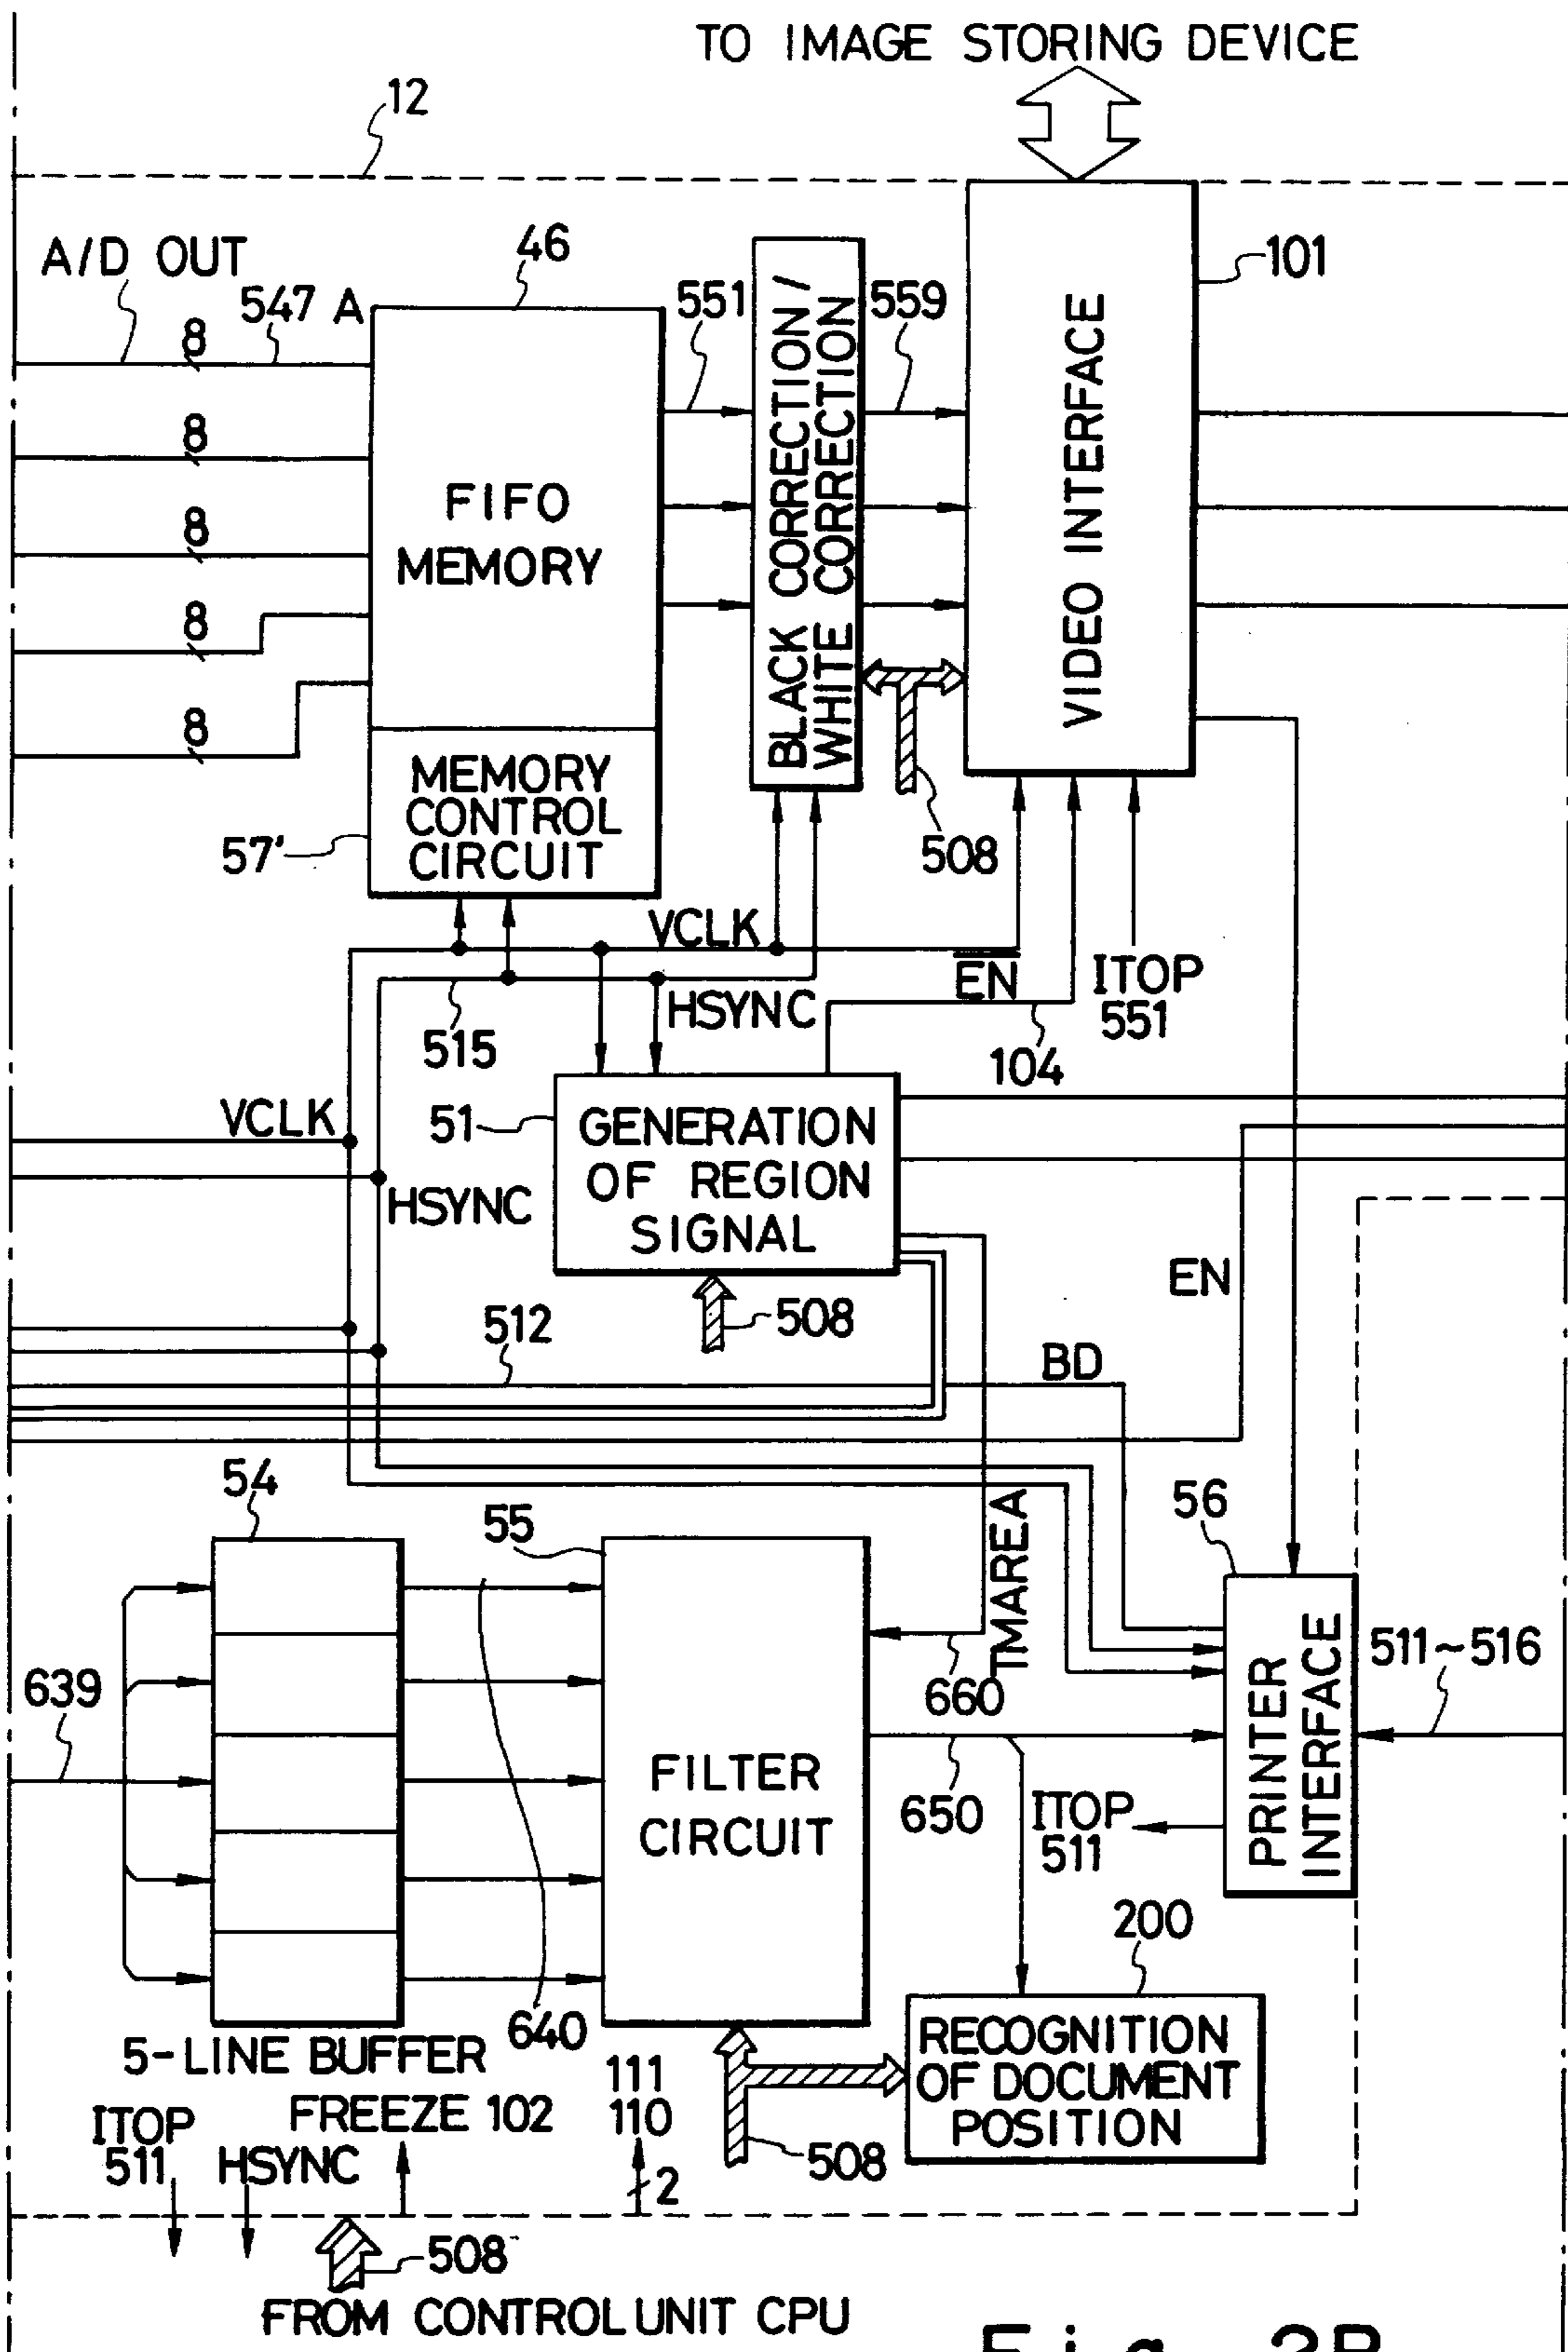 TO IMAGE STORING DEVICE
12
A/D OUT
547
A
46
551
559
101
8
8
8
8
8
FIFO
MEMORY
BLACK CORRECTION /
WHITE CORRECTION
VIDEO INTERFACE
MEMORY
CONTROL
CIRCUIT
57'
508
VCLK
HSYNC
EN
ITOP
551
515
104
VCLK
HSYNC
51
GENERATION
OF REGION
SIGNAL
508
EN
512
BD
54
55
TMAREA
56
639
660
511~516
FILTER
CIRCUIT
PRINTER
INTERFACE
650
ITOP
511
200
640
5-LINE BUFFER
RECOGNITION
OF DOCUMENT
POSITION
111
110
2
508
FREEZE 102
ITOP
511
HSYNC
508
FROM CONTROL UNIT CPU